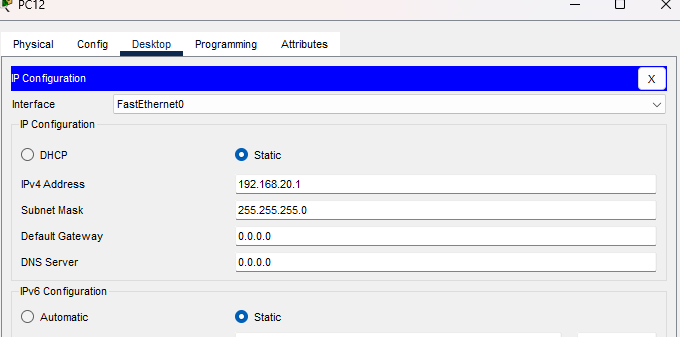 PC12
Physical Config Desktop Programming Attributes
IP Configuration X
Interface FastEthernet0
IP Configuration
DHCP Static
IPv4 Address 192.168.20.1
Subnet Mask 255.255.255.0
Default Gateway 0.0.0.0
DNS Server 0.0.0.0
IPv6 Configuration
Automatic Static